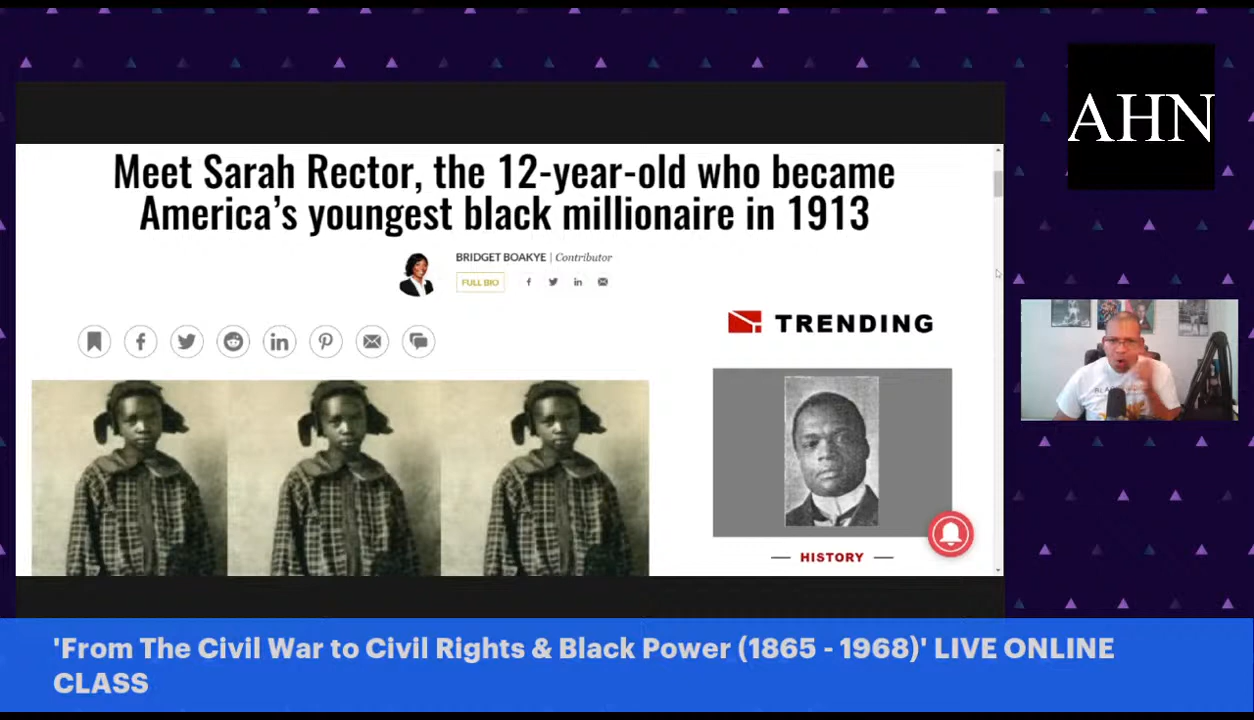 AHN
Meet Sarah Rector, the 12-year-old who became
America's youngest black millionaire in 1913
BRIDGET BOAKYE | Contributor
FULL BIO
TRENDING
HISTORY
'From The Civil War to Civil Rights & Black Power (1865 - 1968)' LIVE ONLINE
CLASS